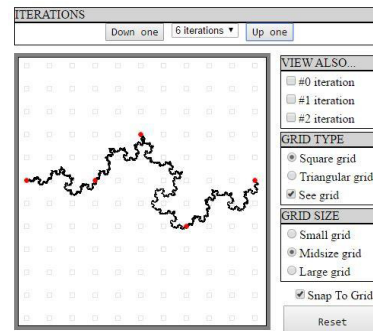 ITERATIONS
Down one 6 iterations Up one
VIEW ALSO...
#0 iteration
#1 iteration
#2 iteration
GRID TYPE
Square grid
Triangular grid
See grid
GRID SIZE
Small grid
Midsize grid
Large grid
Snap To Grid
Reset